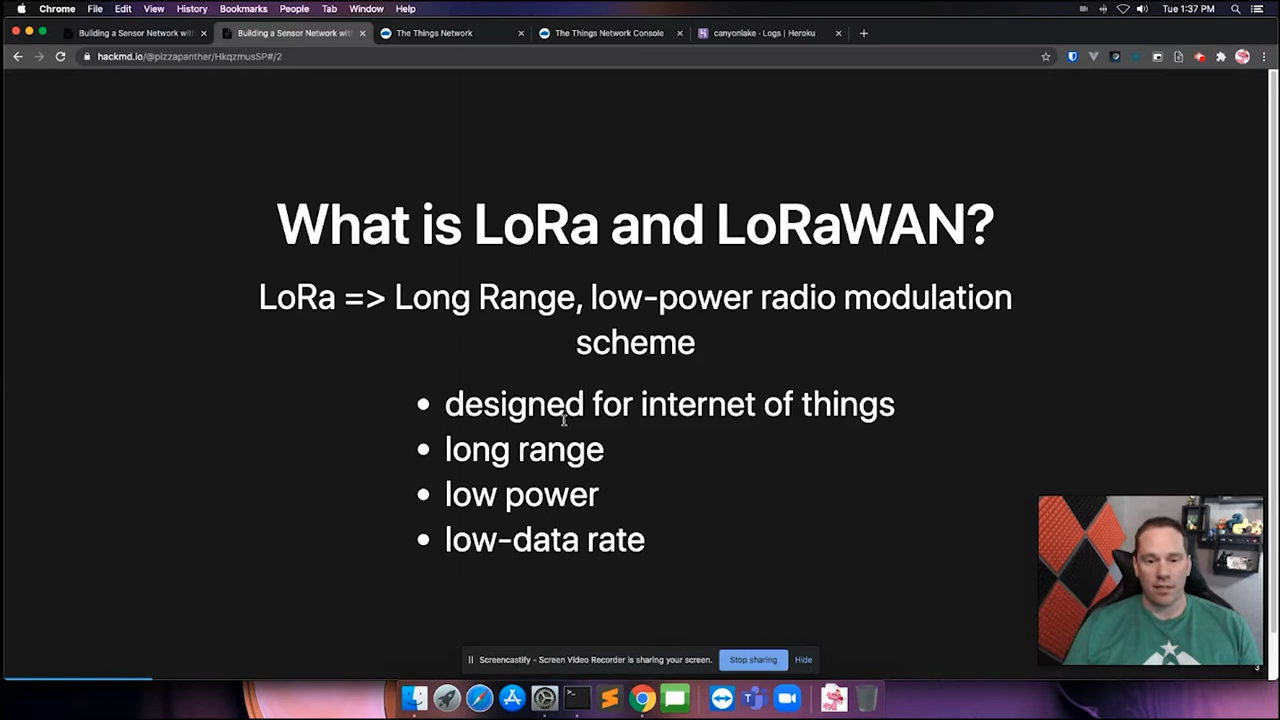 Chrome File Edit View History Bookmarks People Tab Window Help Tue 1:37 PM
Building a Sensor Network wit Building a Sensor Network wit The Things Network The Things Network Console canyonlake · Logs | Heroku
hackmd.io/@pizzapanther/HkqzmusSP#/2
What is LoRa and LoRaWAN?
LoRa => Long Range, low-power radio modulation
scheme
• designed for internet of things
• long range
• low power
• low-data rate
Screencastify - Screen Video Recorder is sharing your screen. Stop sharing Hide
3